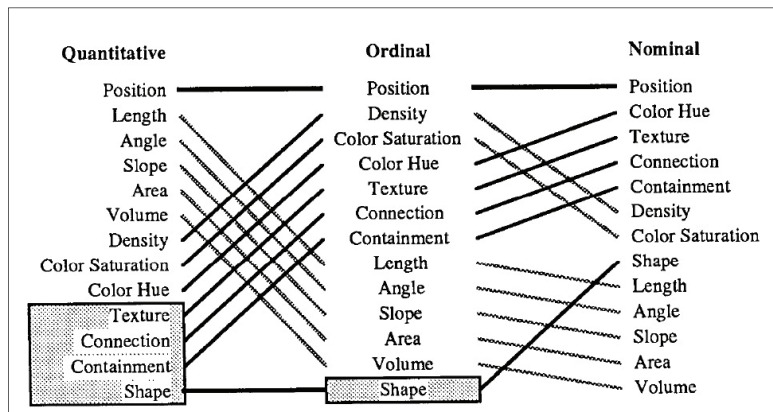 Quantitative
Position
Length
Angle
Slope
Area
Volume
Density
Color Saturation
Color Hue
Texture
Connection
Containment
Shape
Ordinal
Position
Density
Color Saturation
Color Hue
Texture
Connection
Containment
Length
Angle
Slope
Area
Volume
Shape
Nominal
Position
Color Hue
Texture
Connection
Containment
Density
Color Saturation
Shape
Length
Angle
Slope
Area
Volume